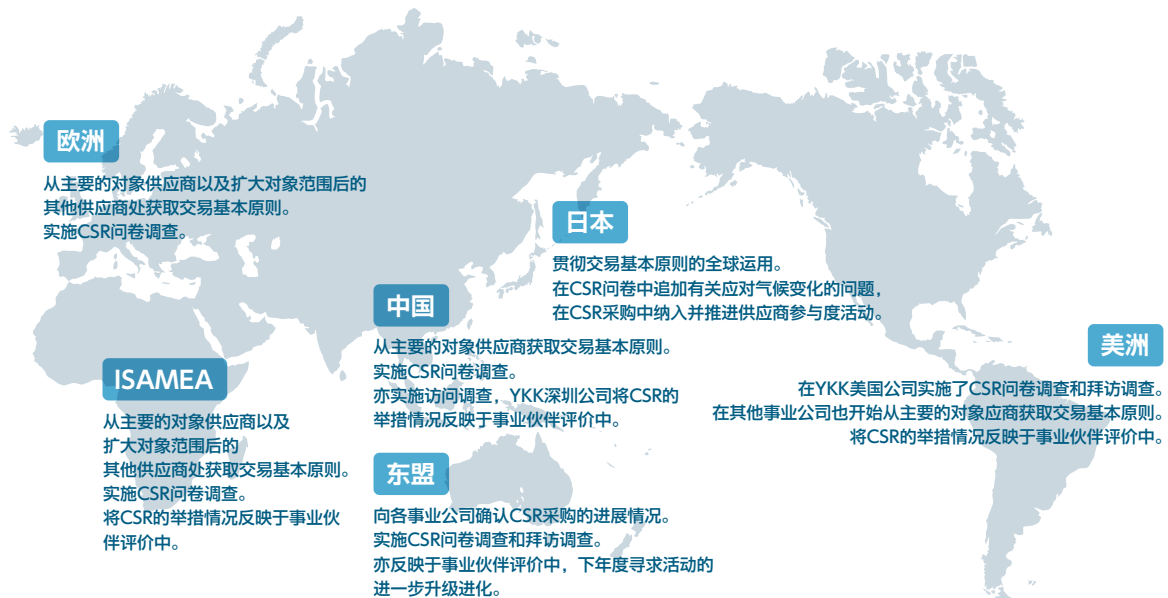 欧洲
从主要的对象供应商以及扩大对象范围后的
其他供应商处获取交易基本原则。
实施CSR问卷调查。
日本
贯彻交易基本原则的全球运用。
在CSR问卷中追加有关应对气候变化的问题，
在CSR采购中纳入并推进供应商参与度活动。
中国
从主要的对象供应商获取交易基本原则。
实施CSR问卷调查。
亦实施访问调查，YKK深圳公司将CSR的
举措情况反映于事业伙伴评价中。
美洲
在YKK美国公司实施了CSR问卷调查和拜访调查。
在其他事业公司也开始从主要的对象应商获取交易基本原则。
将CSR的举措情况反映于事业伙伴评价中。
ISAMEA
从主要的对象供应商以及
扩大对象范围后的
其他供应商处获取交易基本原则。
实施CSR问卷调查。
将CSR的举措情况反映于事业伙
伴评价中。
东盟
向各事业公司确认CSR采购的进展情况。
实施CSR问卷调查和拜访调查。
亦反映于事业伙伴评价中，下年度寻求活动的
进一步升级进化。